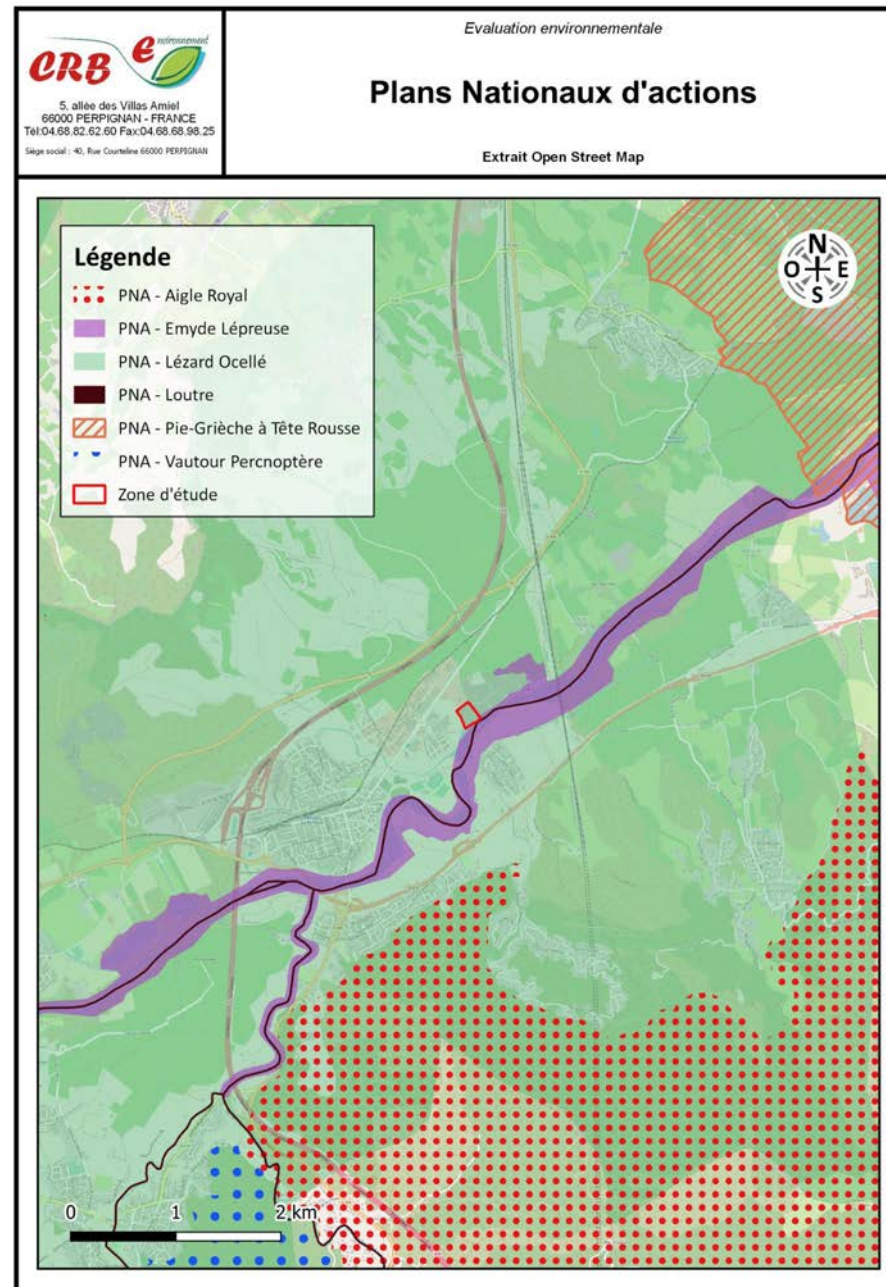 CRB environnement
5, allée des Villas Amiel
66000 PERPIGNAN - FRANCE
Tél:04.68.82.62.60 Fax:04.68.68.98.25
Siège social : 40, Rue Courteline 66000 PERPIGNAN
Evaluation environnementale
Plans Nationaux d'actions
Extrait Open Street Map
Légende
PNA - Aigle Royal
PNA - Emyde Lépreuse
PNA - Lézard Ocellé
PNA - Loutre
PNA - Pie-Grièche à Tête Rousse
PNA - Vautour Percnoptère
Zone d'étude
N
O E
S
0 1 2 km